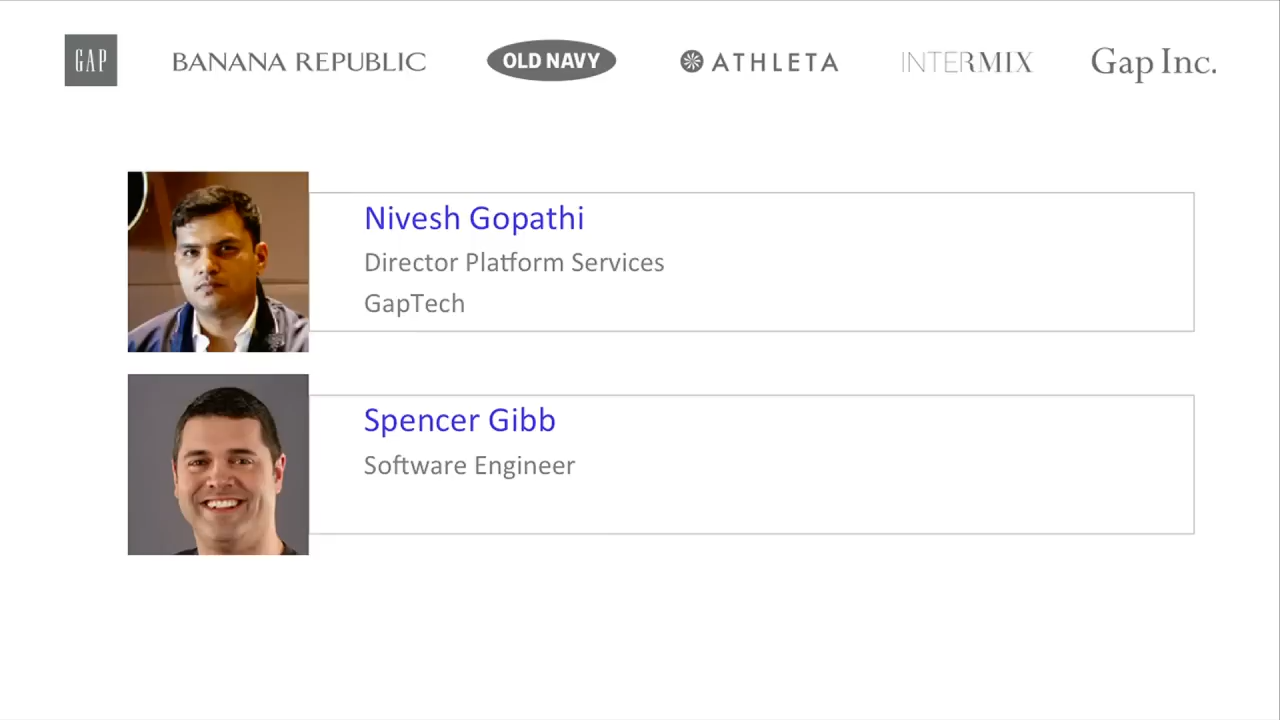 GAP BANANA REPUBLIC OLD NAVY ATHLETA INTERMIX Gap Inc.
Nivesh Gopathi
Director Platform Services
GapTech
Spencer Gibb
Software Engineer